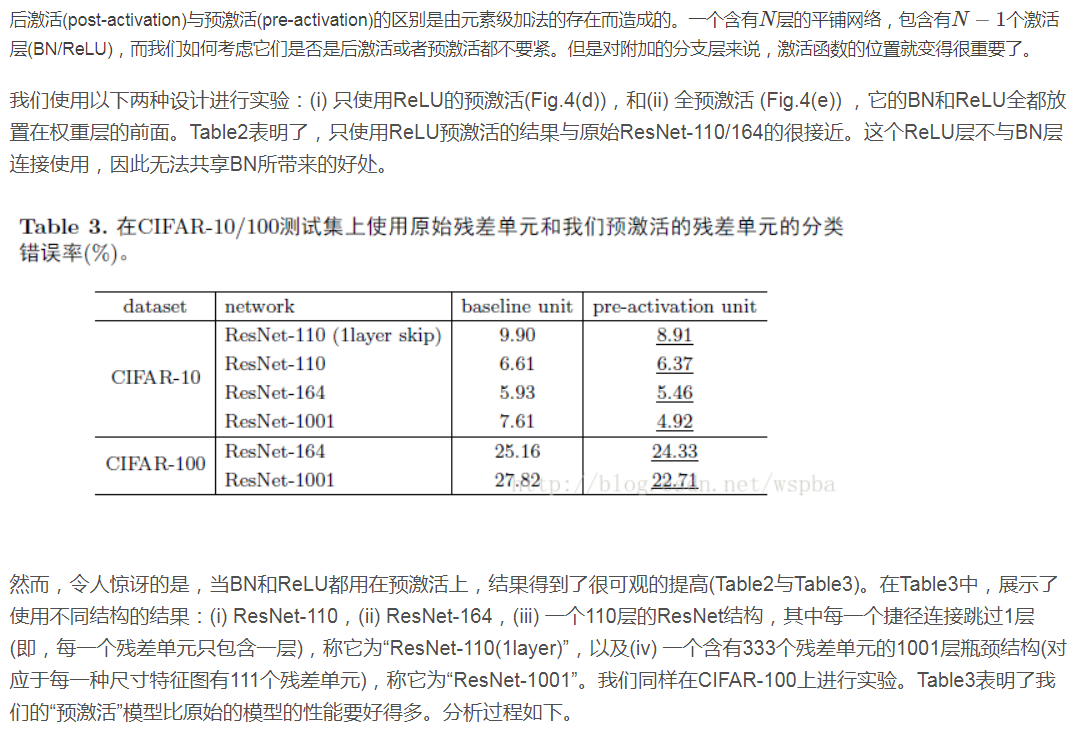 后激活(post-activation)与预激活(pre-activation)的区别是由元素级加法的存在而造成的。一个含有N层的平铺网络，包含有N − 1个激活
层(BN/ReLU)，而我们如何考虑它们是否是后激活或者预激活都不要紧。但是对附加的分支层来说，激活函数的位置就变得很重要了。
我们使用以下两种设计进行实验：(i) 只使用ReLU的预激活(Fig.4(d))，和(ii) 全预激活 (Fig.4(e)) ，它的BN和ReLU全都放
置在权重层的前面。Table2表明了，只使用ReLU预激活的结果与原始ResNet-110/164的很接近。这个ReLU层不与BN层
连接使用，因此无法共享BN所带来的好处。
Table 3. 在CIFAR-10/100测试集上使用原始残差单元和我们预激活的残差单元的分类
错误率(%)。
dataset network baseline unit pre-activation unit
ResNet-110 (1layer skip) 9.90 8.91
ResNet-110 6.61 6.37
CIFAR-10
ResNet-164 5.93 5.46
ResNet-1001 7.61 4.92
ResNet-164 25.16 24.33
CIFAR-100
ResNet-1001 27.82 22.71
http://blog.csdn.net/wspba
然而，令人惊讶的是，当BN和ReLU都用在预激活上，结果得到了很可观的提高(Table2与Table3)。在Table3中，展示了
使用不同结构的结果：(i) ResNet-110，(ii) ResNet-164，(iii) 一个110层的ResNet结构，其中每一个捷径连接跳过1层
(即，每一个残差单元只包含一层)，称它为“ResNet-110(1layer)”，以及(iv) 一个含有333个残差单元的1001层瓶颈结构(对
应于每一种尺寸特征图有111个残差单元)，称它为“ResNet-1001”。我们同样在CIFAR-100上进行实验。Table3表明了我
们的“预激活”模型比原始的模型的性能要好得多。分析过程如下。